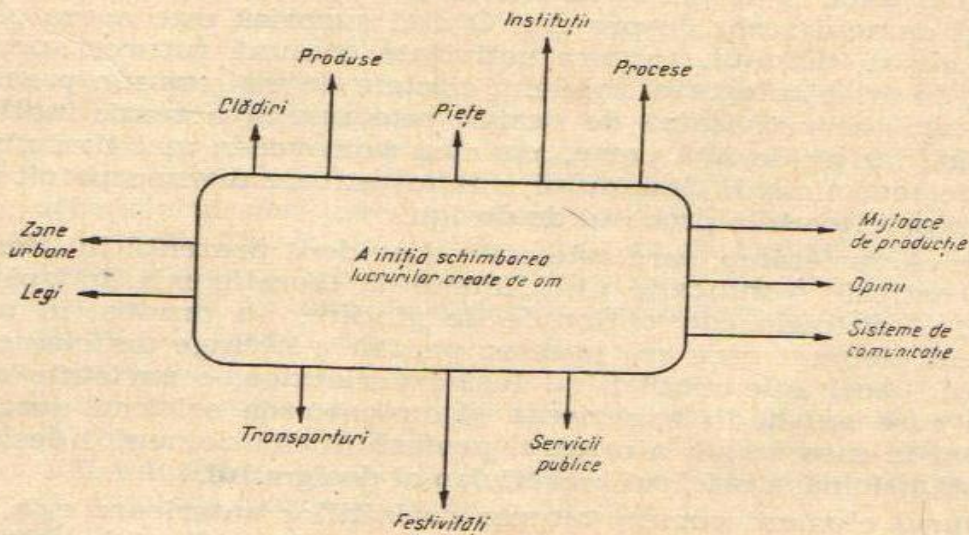 Instituții
Produse
Procese
Clădiri
Piețe
Zone
urbane
Mijloace
de producție
A iniția schimbarea
lucrurilor create de om
Legi
Opinii
Sisteme de
comunicație
Transporturi
Servicii
publice
Festivități